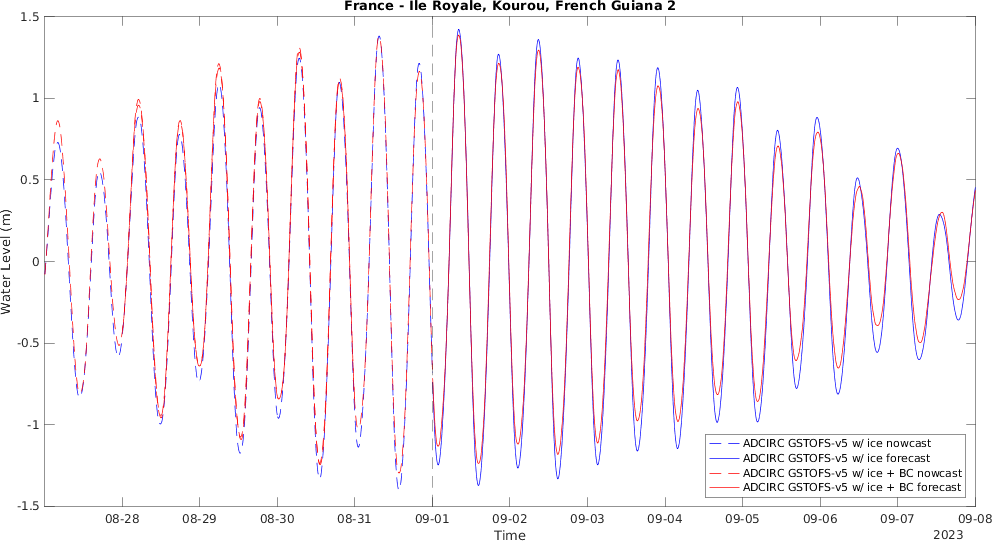 France - Ile Royale, Kourou, French Guiana 2
1.5
1
0.5
0
-0.5
-1
-1.5
Water Level (m)
08-28 08-29 08-30 08-31 09-01 09-02 09-03 09-04 09-05 09-06 09-07 09-08
Time
2023
ADCIRC GSTOFS-v5 w/ ice nowcast
ADCIRC GSTOFS-v5 w/ ice forecast
ADCIRC GSTOFS-v5 w/ ice + BC nowcast
ADCIRC GSTOFS-v5 w/ ice + BC forecast